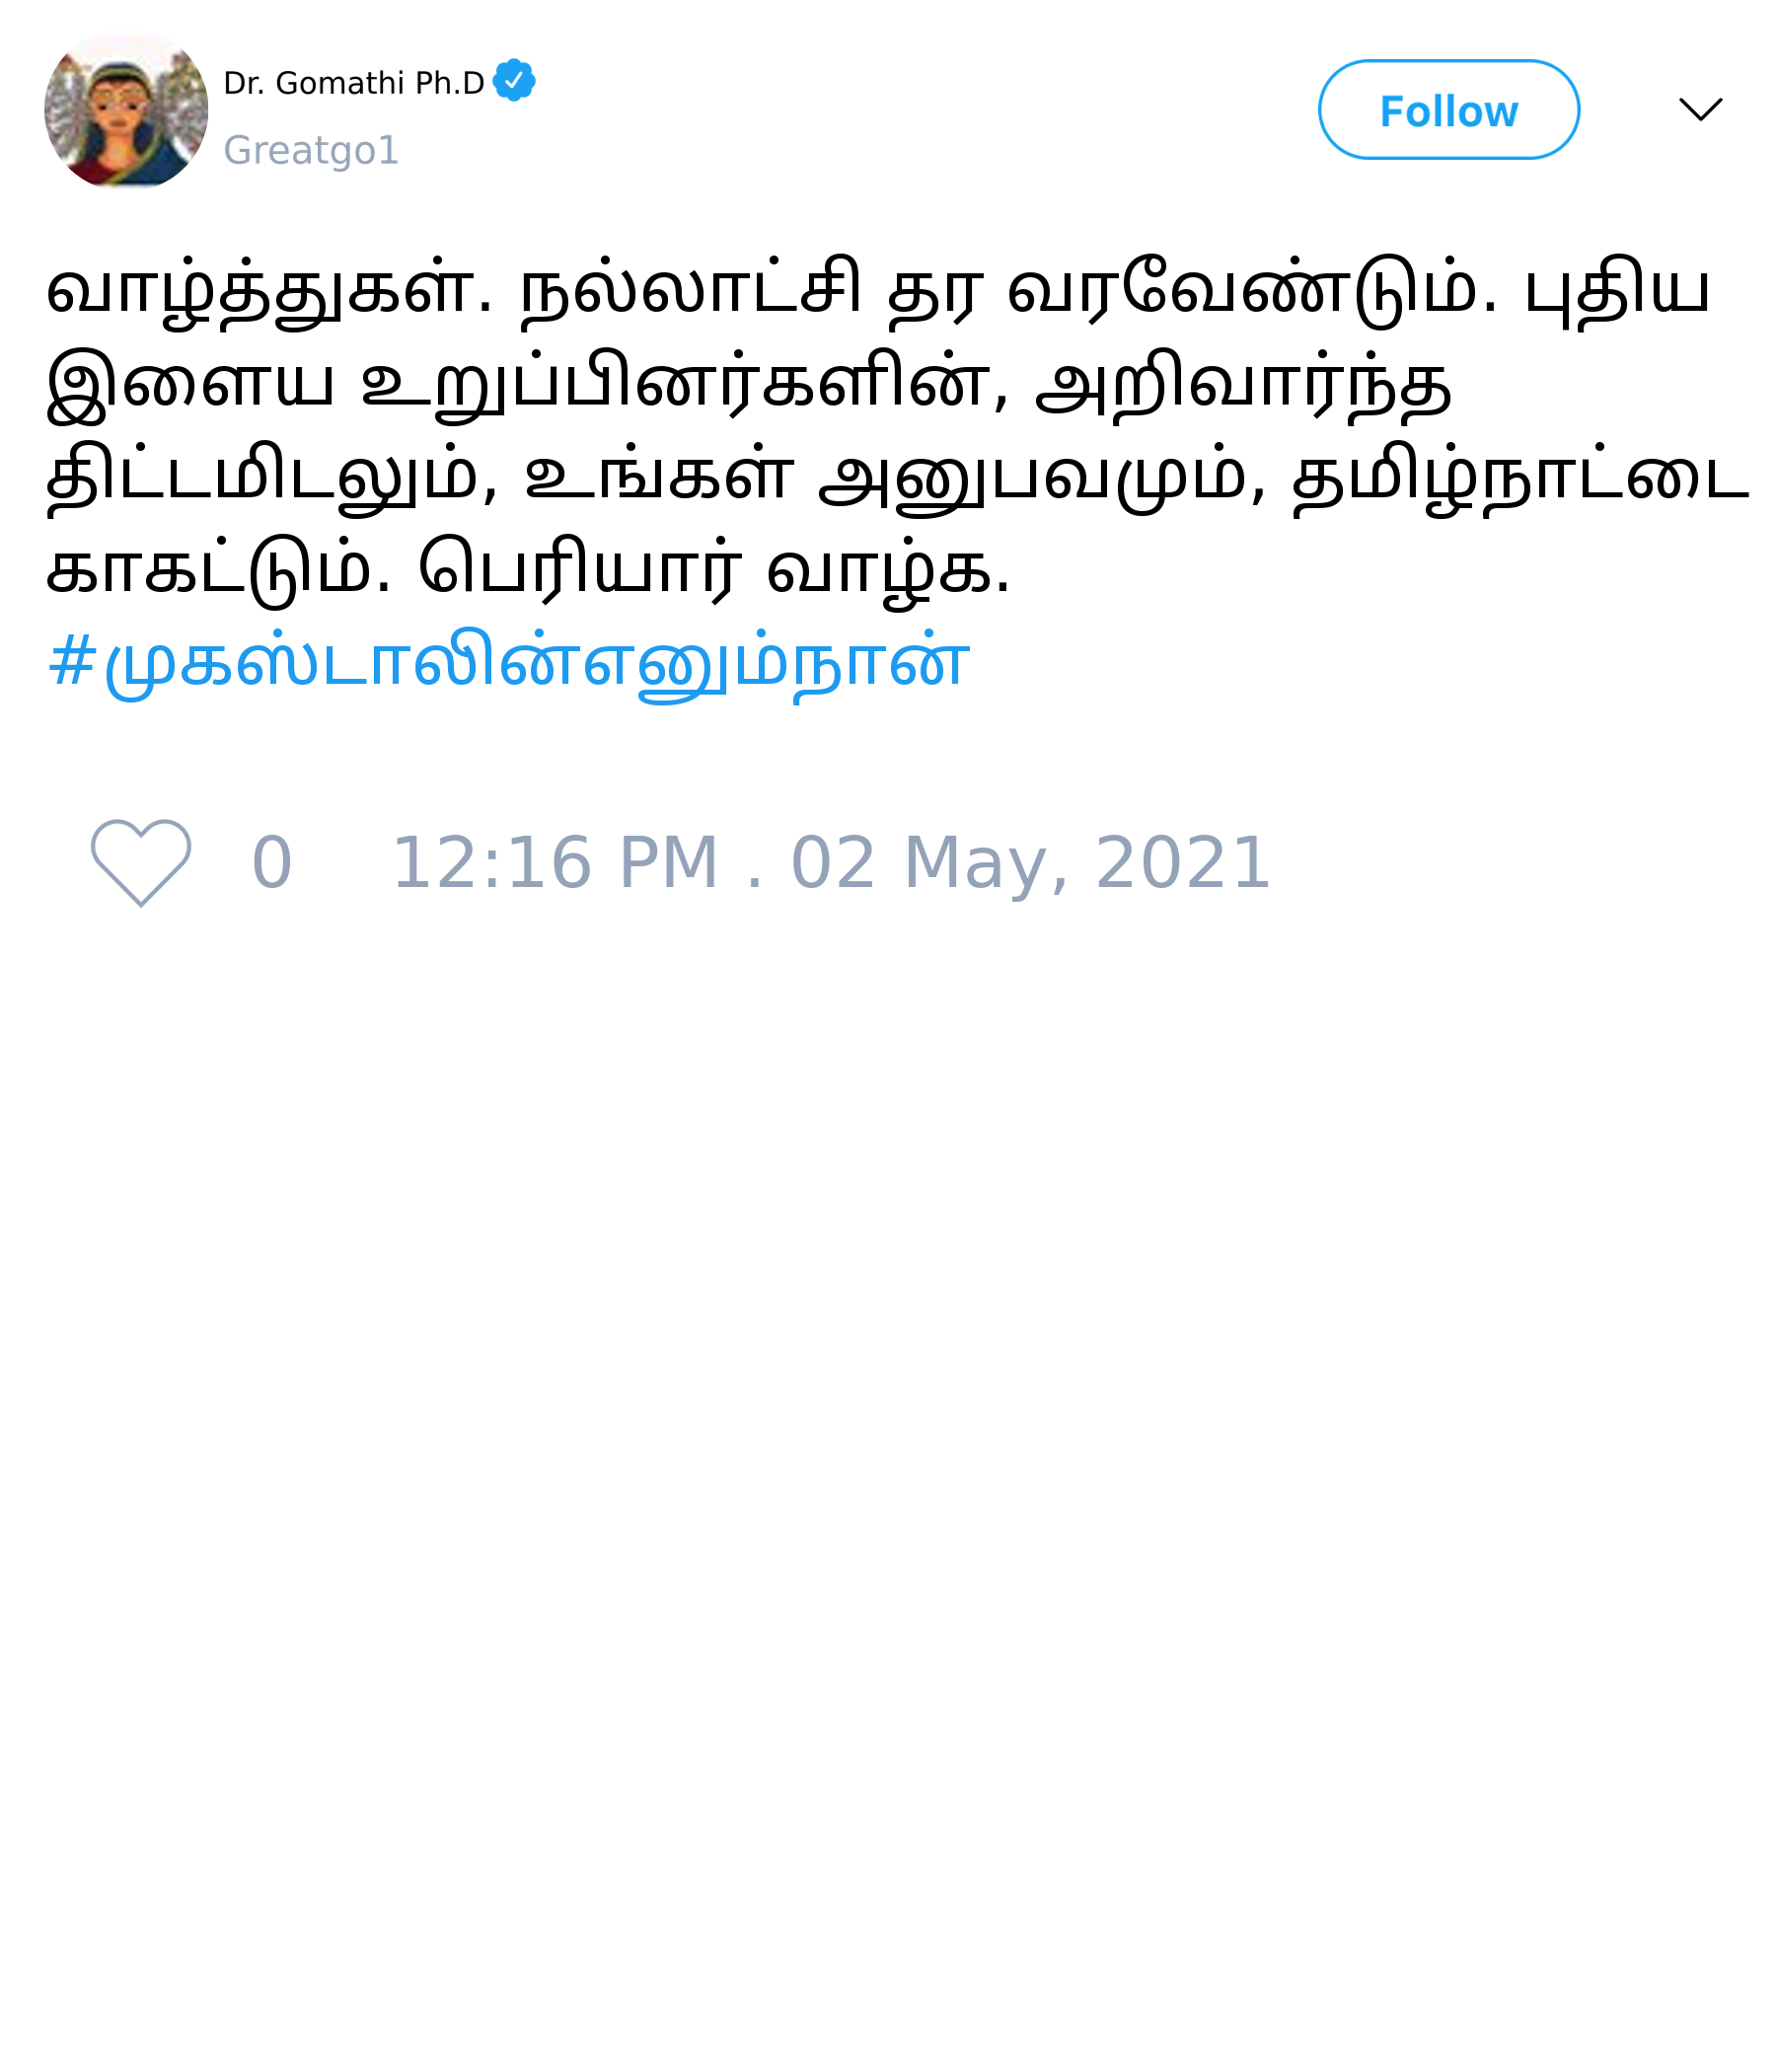 Dr. Gomathi Ph.D
Greatgo1
Follow
வாழ்த்துகள். நல்லாட்சி தர வரவேண்டும். புதிய
இளைய உறுப்பினர்களின், அறிவார்ந்த
திட்டமிடலும், உங்கள் அனுபவமும், தமிழ்நாட்டை
காகட்டும். பெரியார் வாழ்க.
#முகஸ்டாலின்எனும்நான்
0 12:16 PM . 02 May, 2021